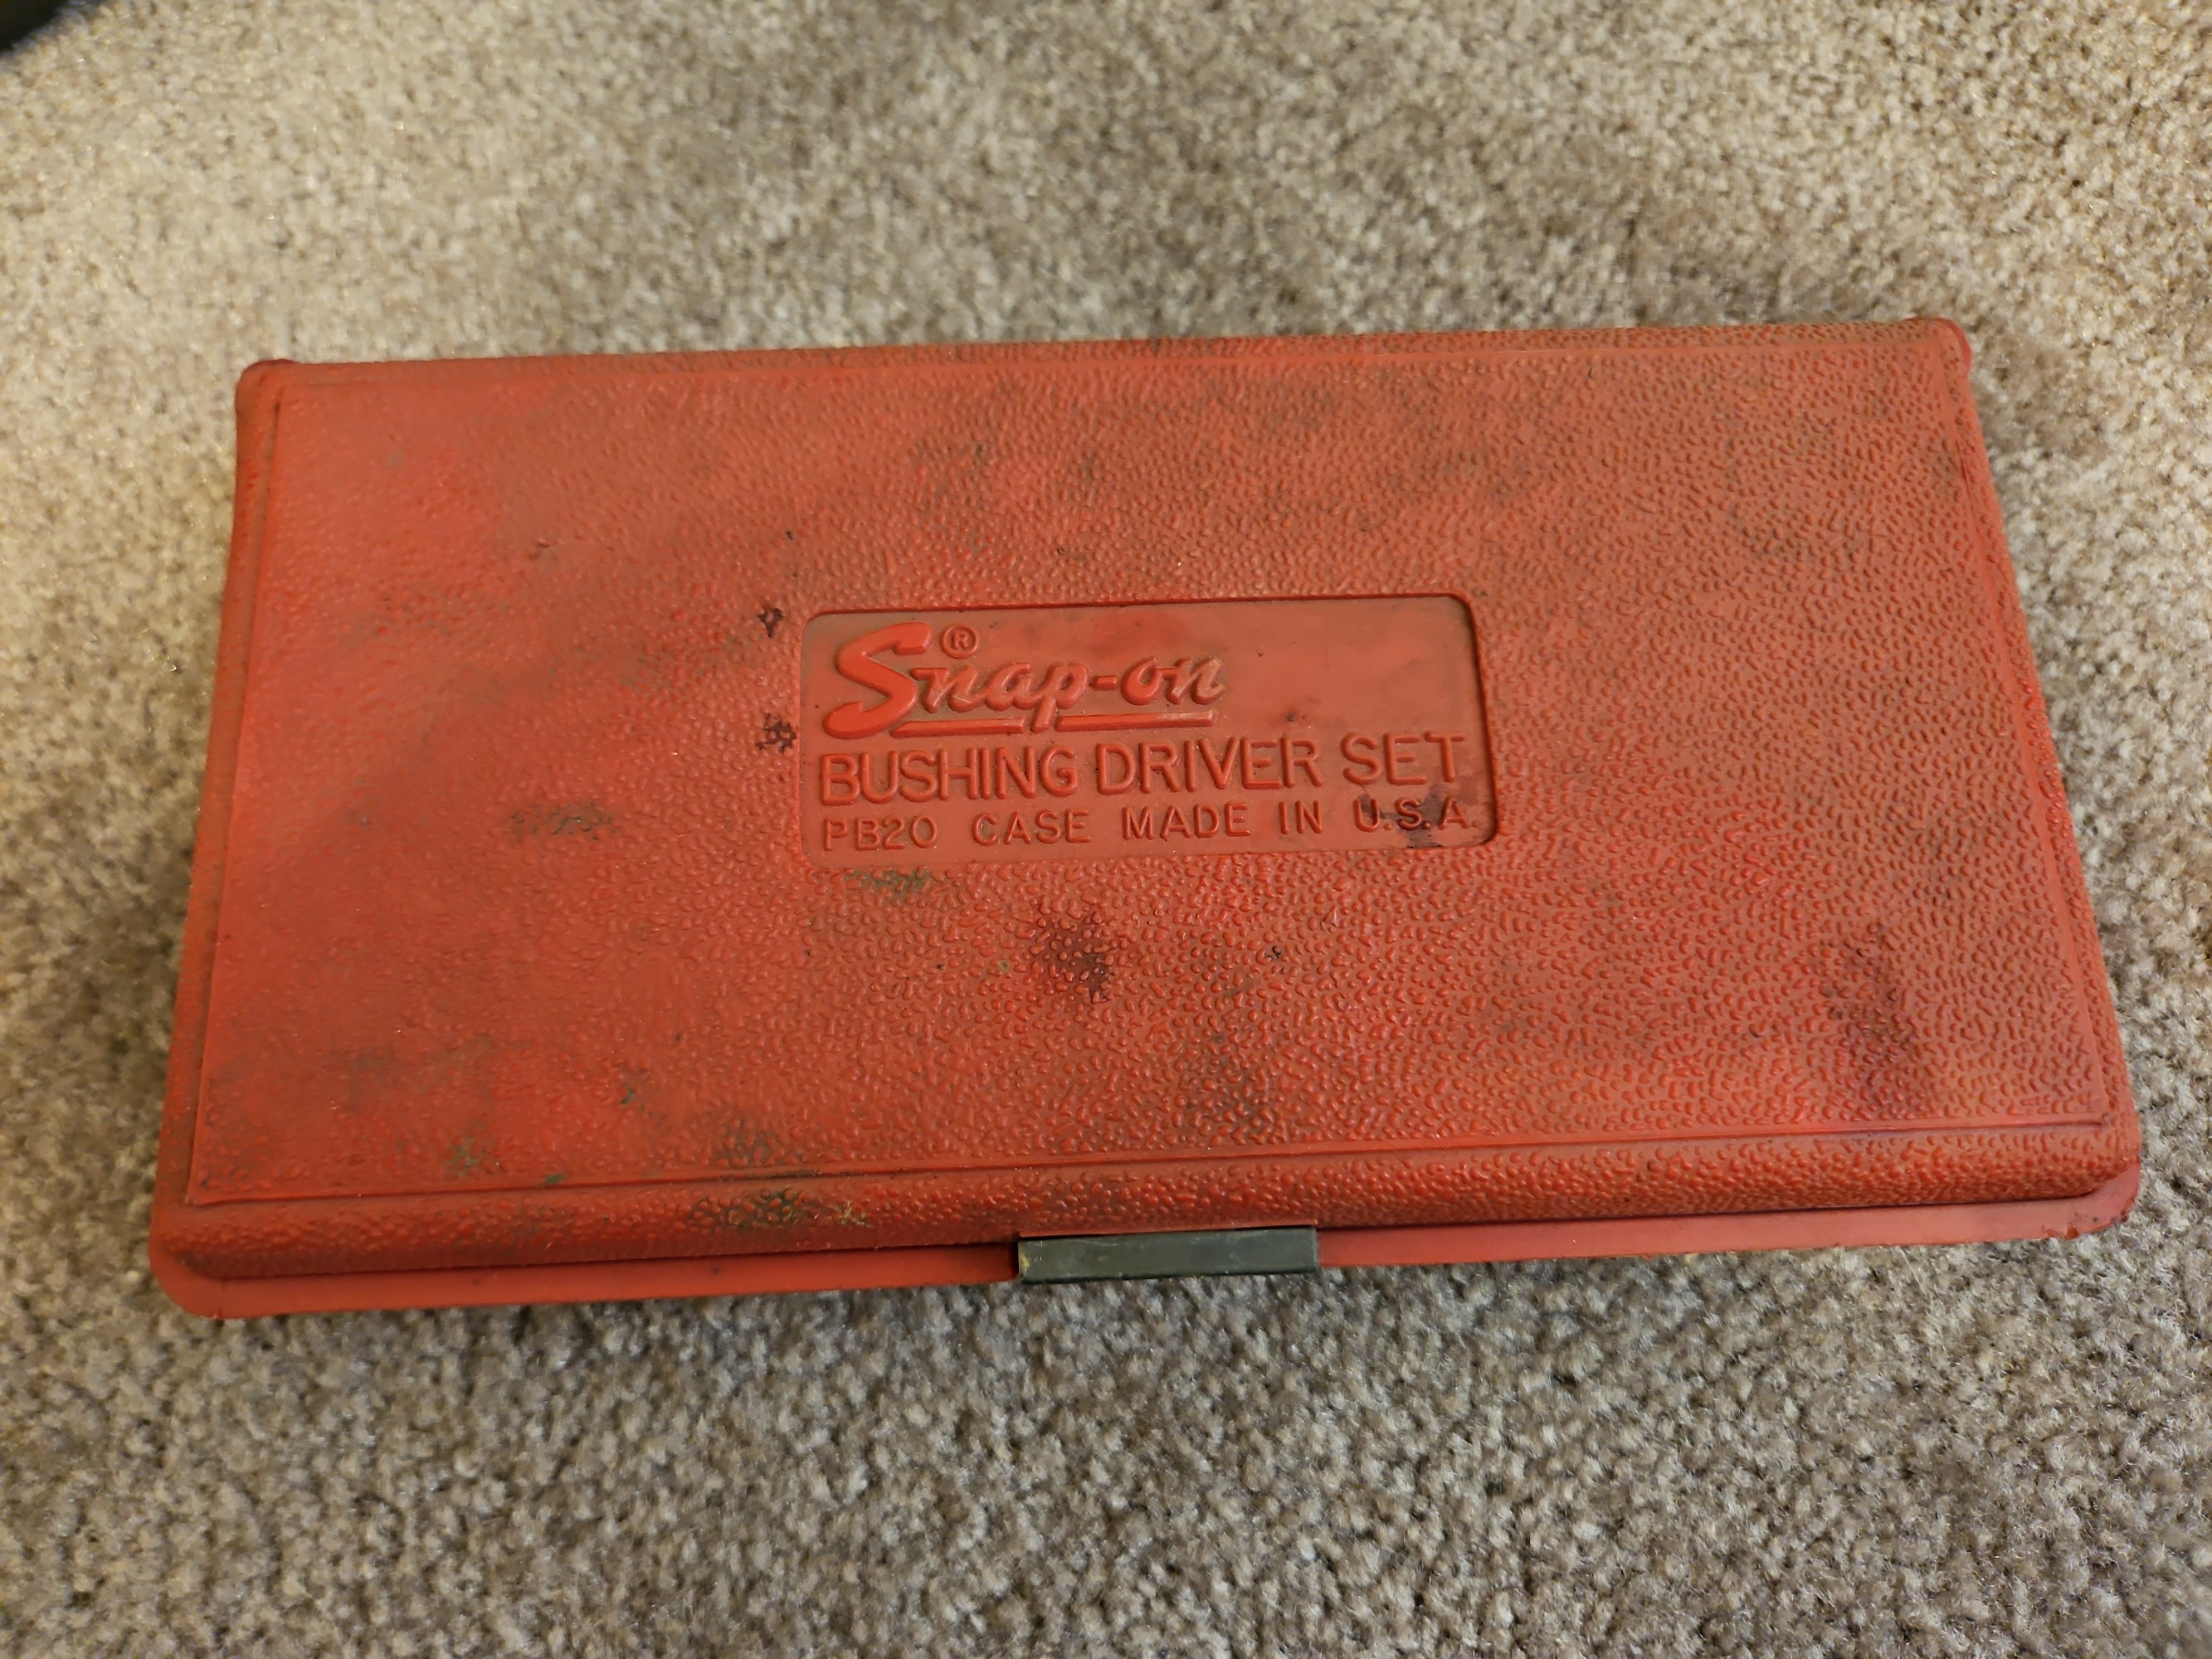 Snap-on®
BUSHING DRIVER SET
PB20 CASE MADE IN U.S.A.